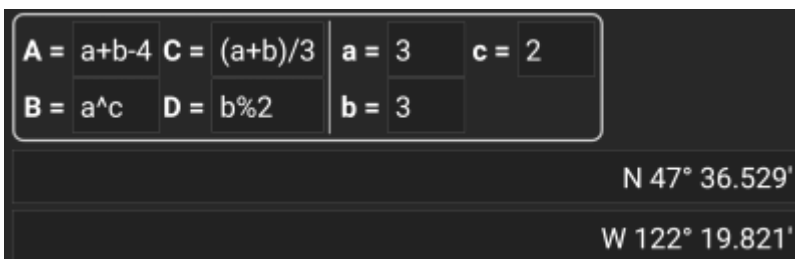 A = a+b-4 C = (a+b)/3 a = 3 c = 2
B = a^c D = b%2 b = 3
N 47° 36.529'
W 122° 19.821'